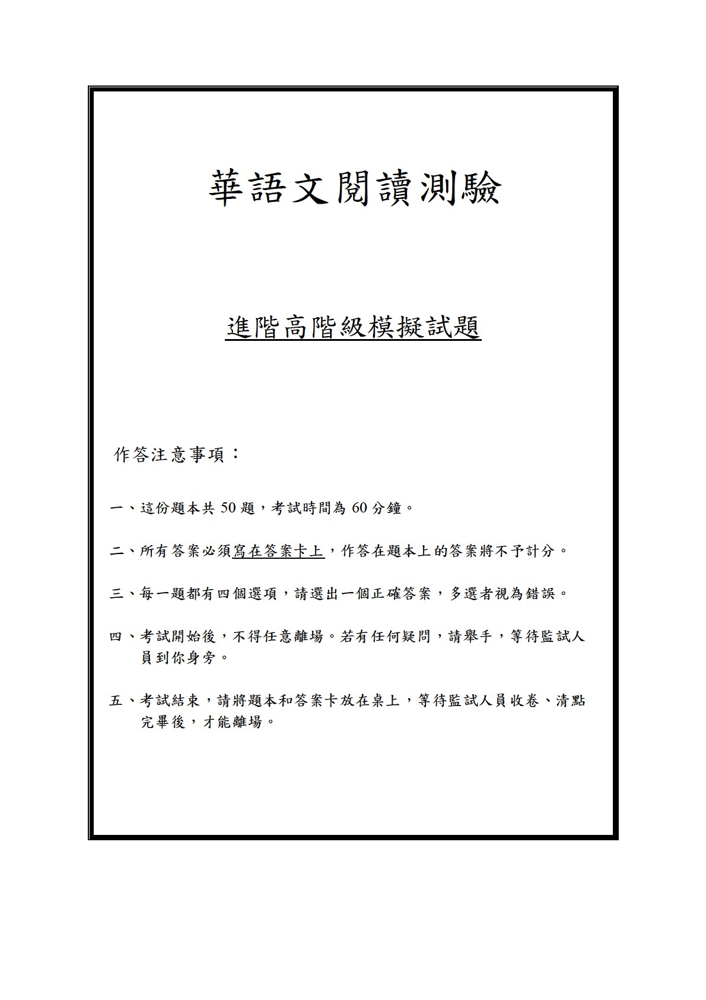 華語文閱讀測驗
進階高階級模擬試題
作答注意事項：
一、這份題本共 50 題，考試時間為 60 分鐘。
二、所有答案必須寫在答案卡上，作答在題本上的答案將不予計分。
三、每一題都有四個選項，請選出一個正確答案，多選者視為錯誤。
四、考試開始後，不得任意離場。若有任何疑問，請舉手，等待監試人
員到你身旁。
五、考試結束，請將題本和答案卡放在桌上，等待監試人員收卷、清點
完畢後，才能離場。